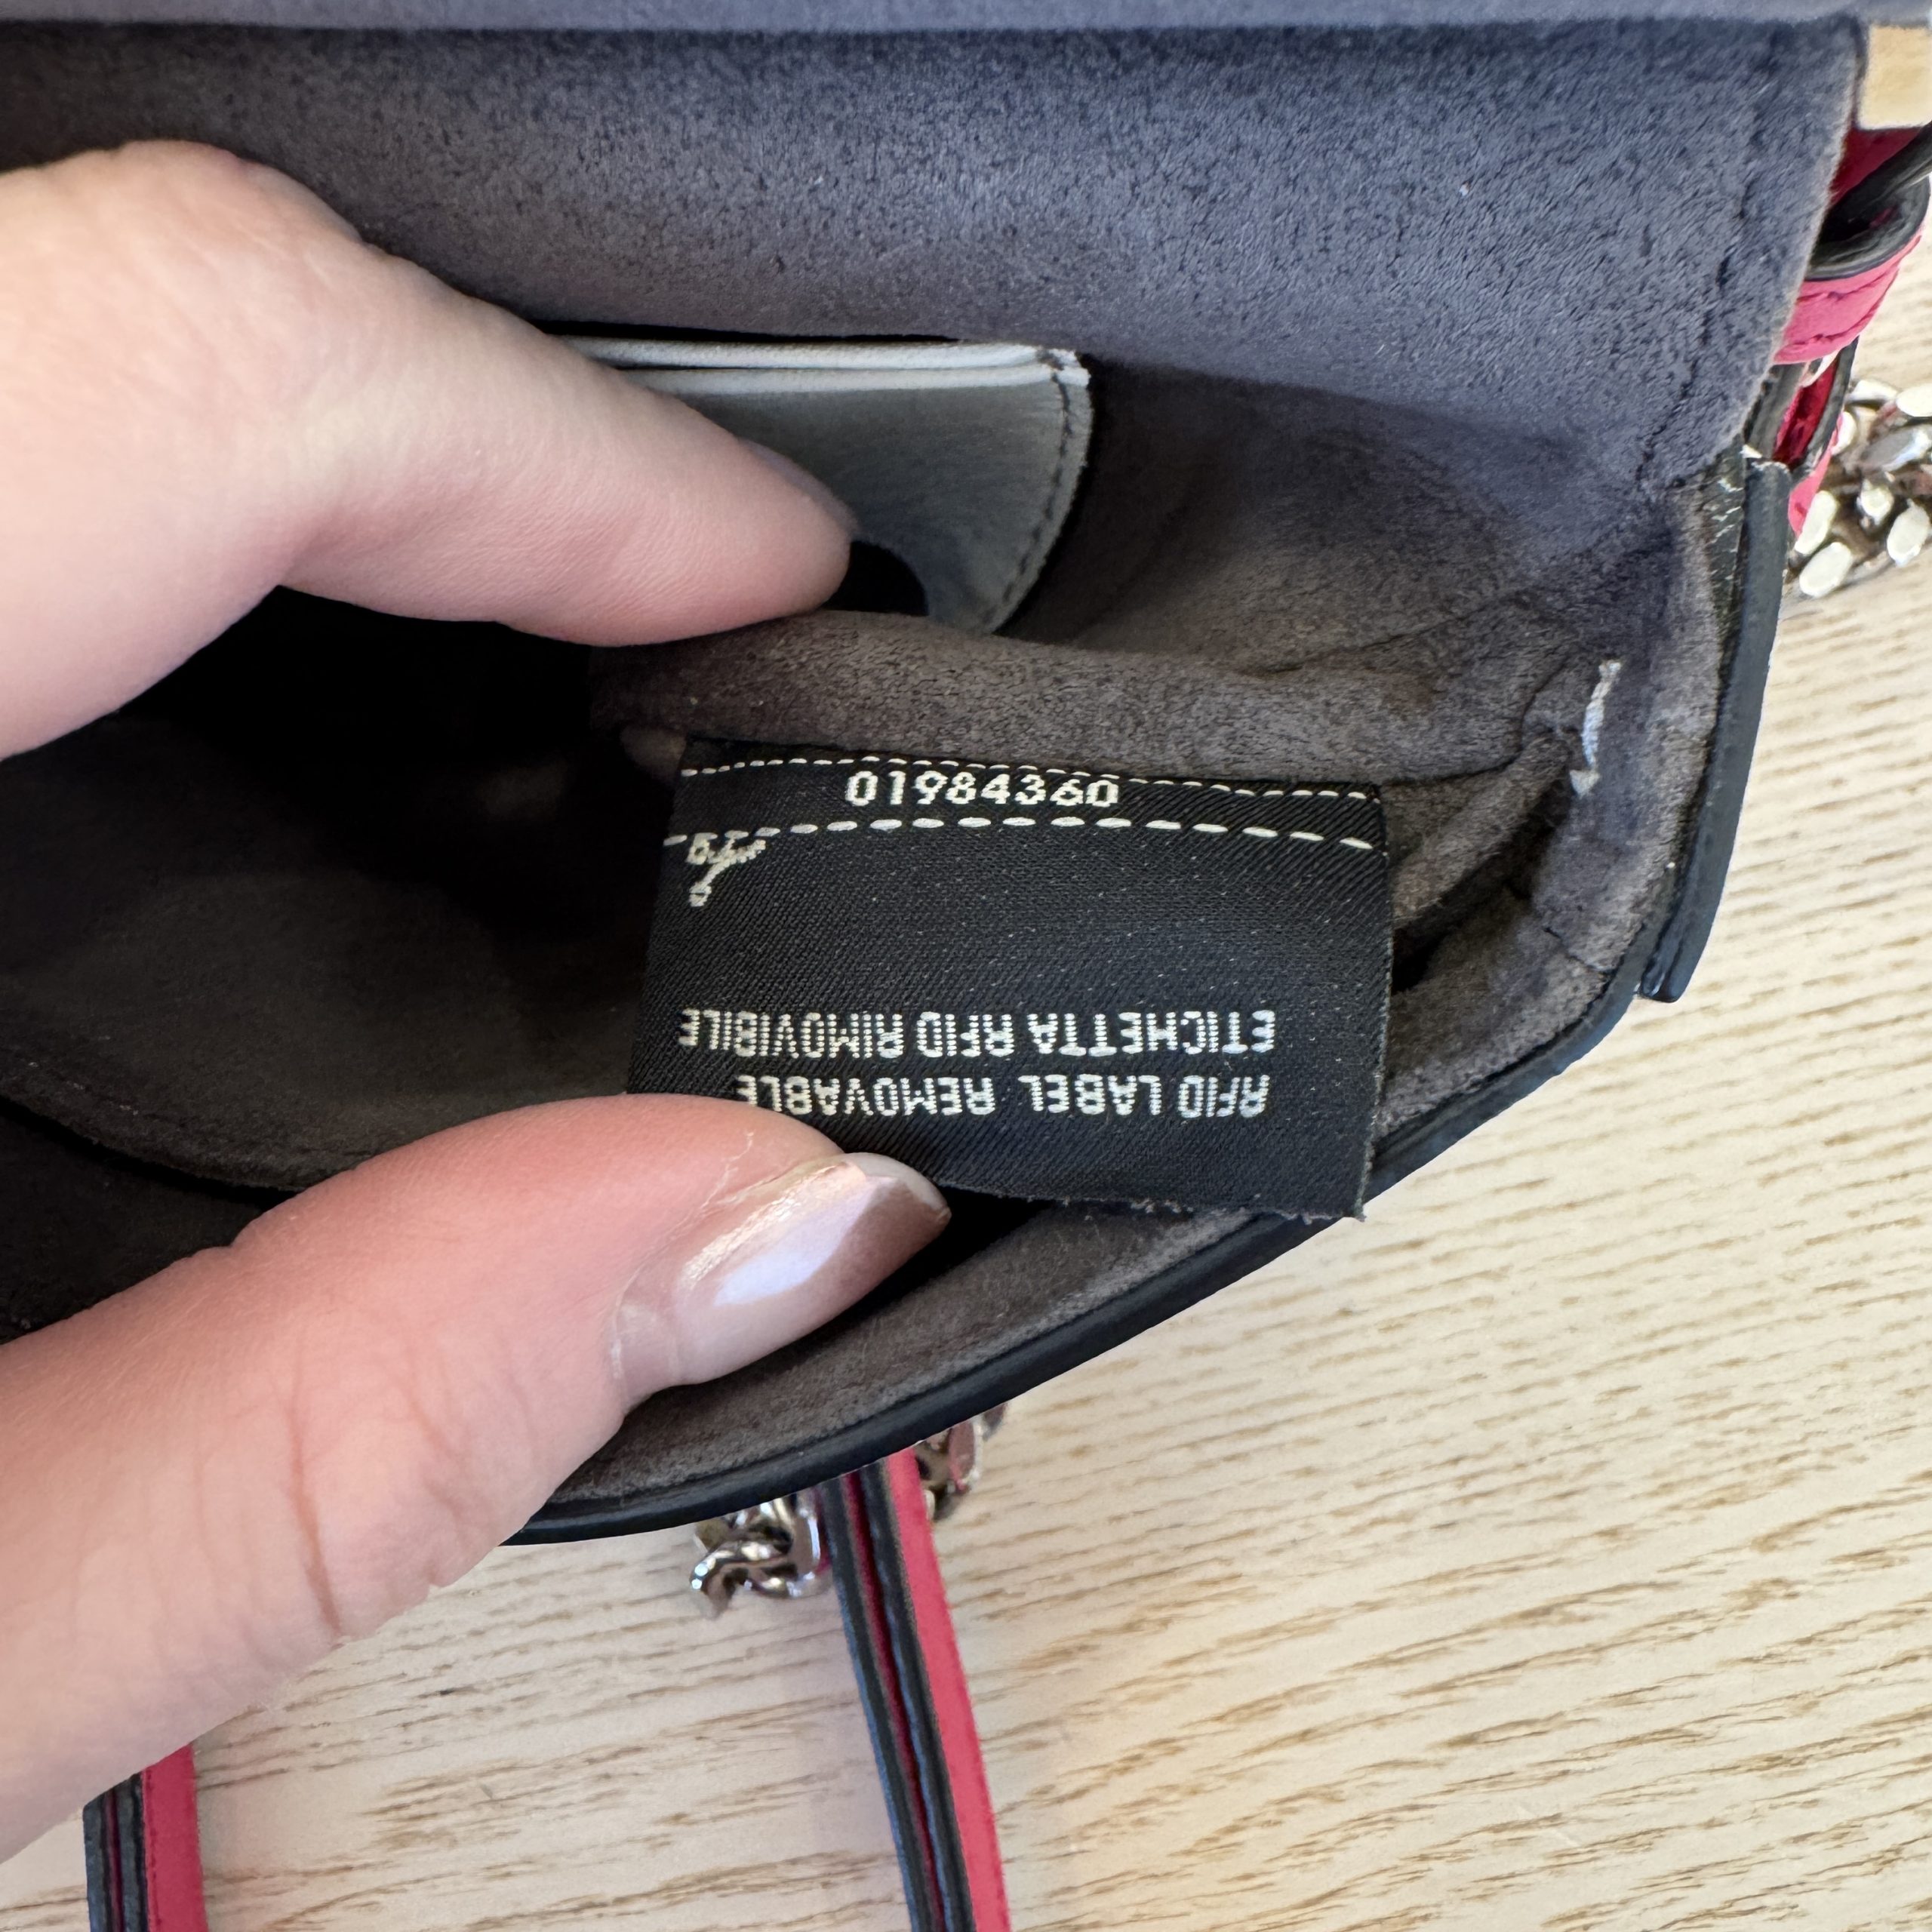 01984360
RFID LABEL REMOVABLE
ETICHETTA RFID RIMOVIBILE